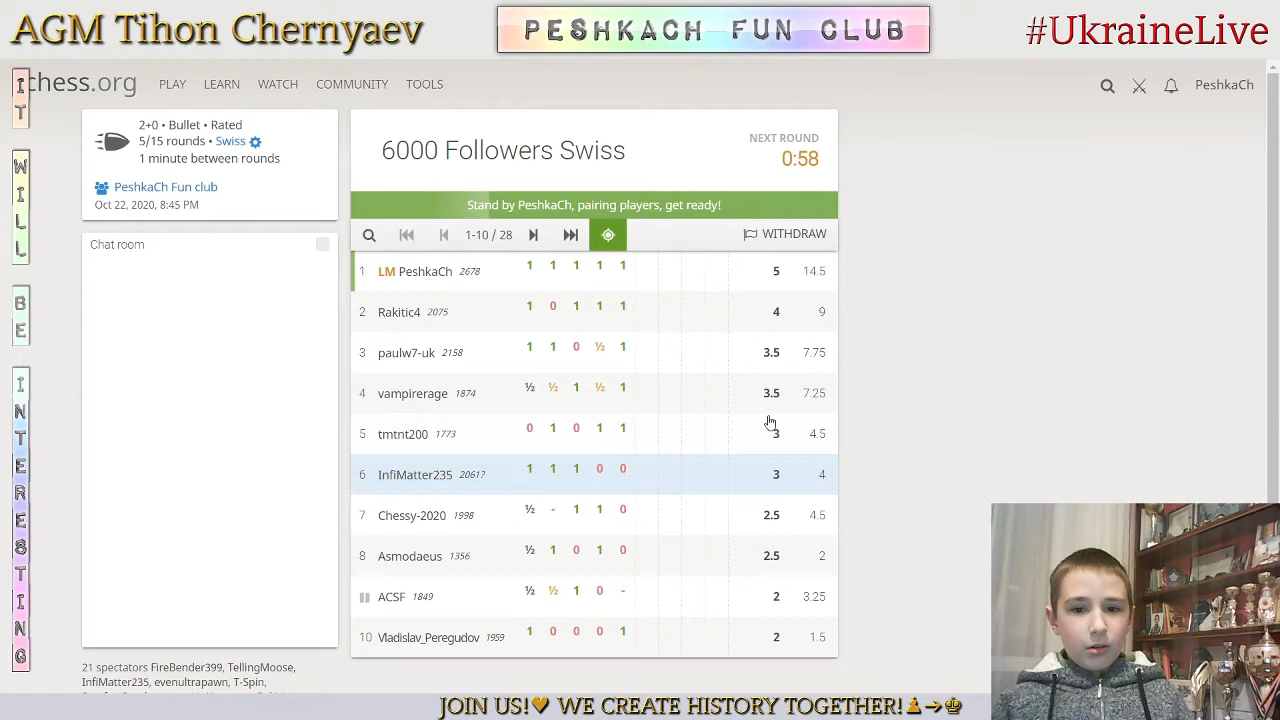 AGM Tihon Chernyaev
PESHKACH FUN CLUB
#UkraineLive
IT
WILL
BE
INTERESTING
chess.org
PLAY LEARN WATCH COMMUNITY TOOLS
PeshkaCh
2+0 • Bullet • Rated
5/15 rounds • Swiss
1 minute between rounds
PeshkaCh Fun club
Oct 22, 2020, 8:45 PM
Chat room
21 spectators FireBender399, TellingMoose,
InfiMatter235, evenultrapawn, T-Spin,
6000 Followers Swiss
NEXT ROUND
0:58
Stand by PeshkaCh, pairing players, get ready!
1-10 / 28
WITHDRAW
1 LM PeshkaCh 2678 1 1 1 1 1 5 14.5
2 Rakitic4 2075 1 0 1 1 1 4 9
3 paulw7-uk 2158 1 1 0 ½ 1 3.5 7.75
4 vampirerage 1874 ½ ½ 1 ½ 1 3.5 7.25
5 tmtnt200 1773 0 1 0 1 1 3 4.5
6 InfiMatter235 2061? 1 1 1 0 0 3 4
7 Chessy-2020 1998 ½ - 1 1 0 2.5 4.5
8 Asmodaeus 1356 ½ 1 0 1 0 2.5 2
ACSF 1849 ½ ½ 1 0 - 2 3.25
10 Vladislav_Peregudov 1959 1 0 0 0 1 2 1.5
JOIN US!♥ WE CREATE HISTORY TOGETHER!♟→♚